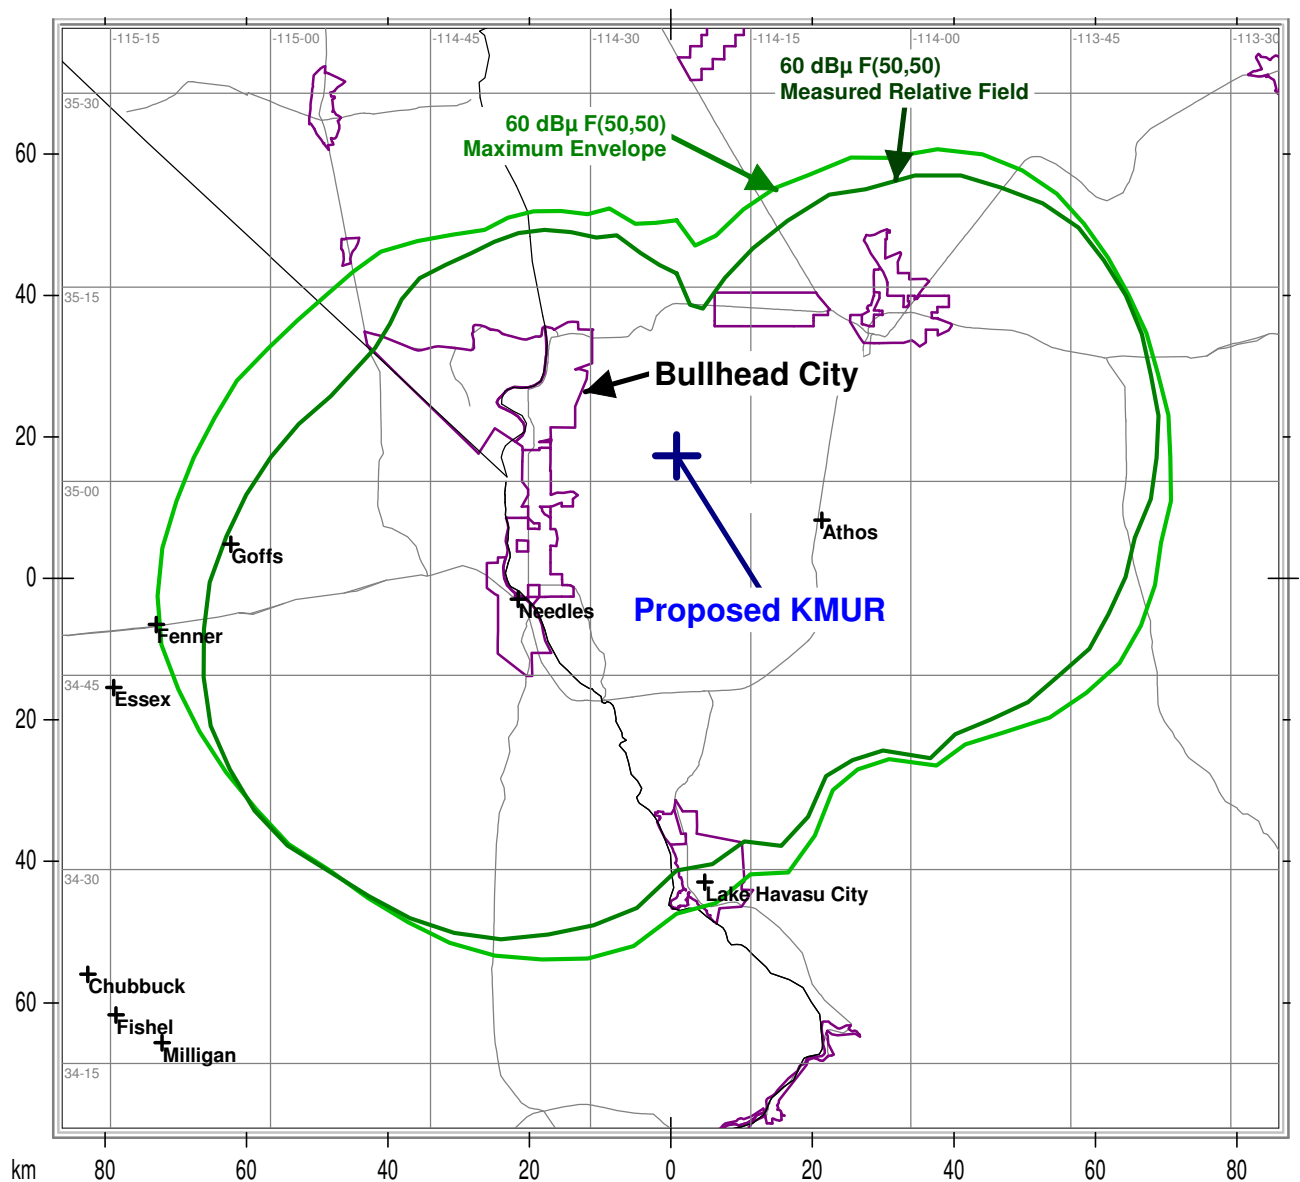 -115-15
-115-00
-114-45
-114-30
-114-15
-114-00
-113-45
-113-30
60 dBµ F(50,50)
Measured Relative Field
60 dBµ F(50,50)
Maximum Envelope
35-30
60
40
35-15
Bullhead City
20
35-00
Athos
Goffs
0
Needles
Proposed KMUR
Fenner
34-45
Essex
20
40
34-30
Lake Havasu City
Chubbuck
60
Fishel
Milligan
34-15
km 80 60 40 20 0 20 40 60 80